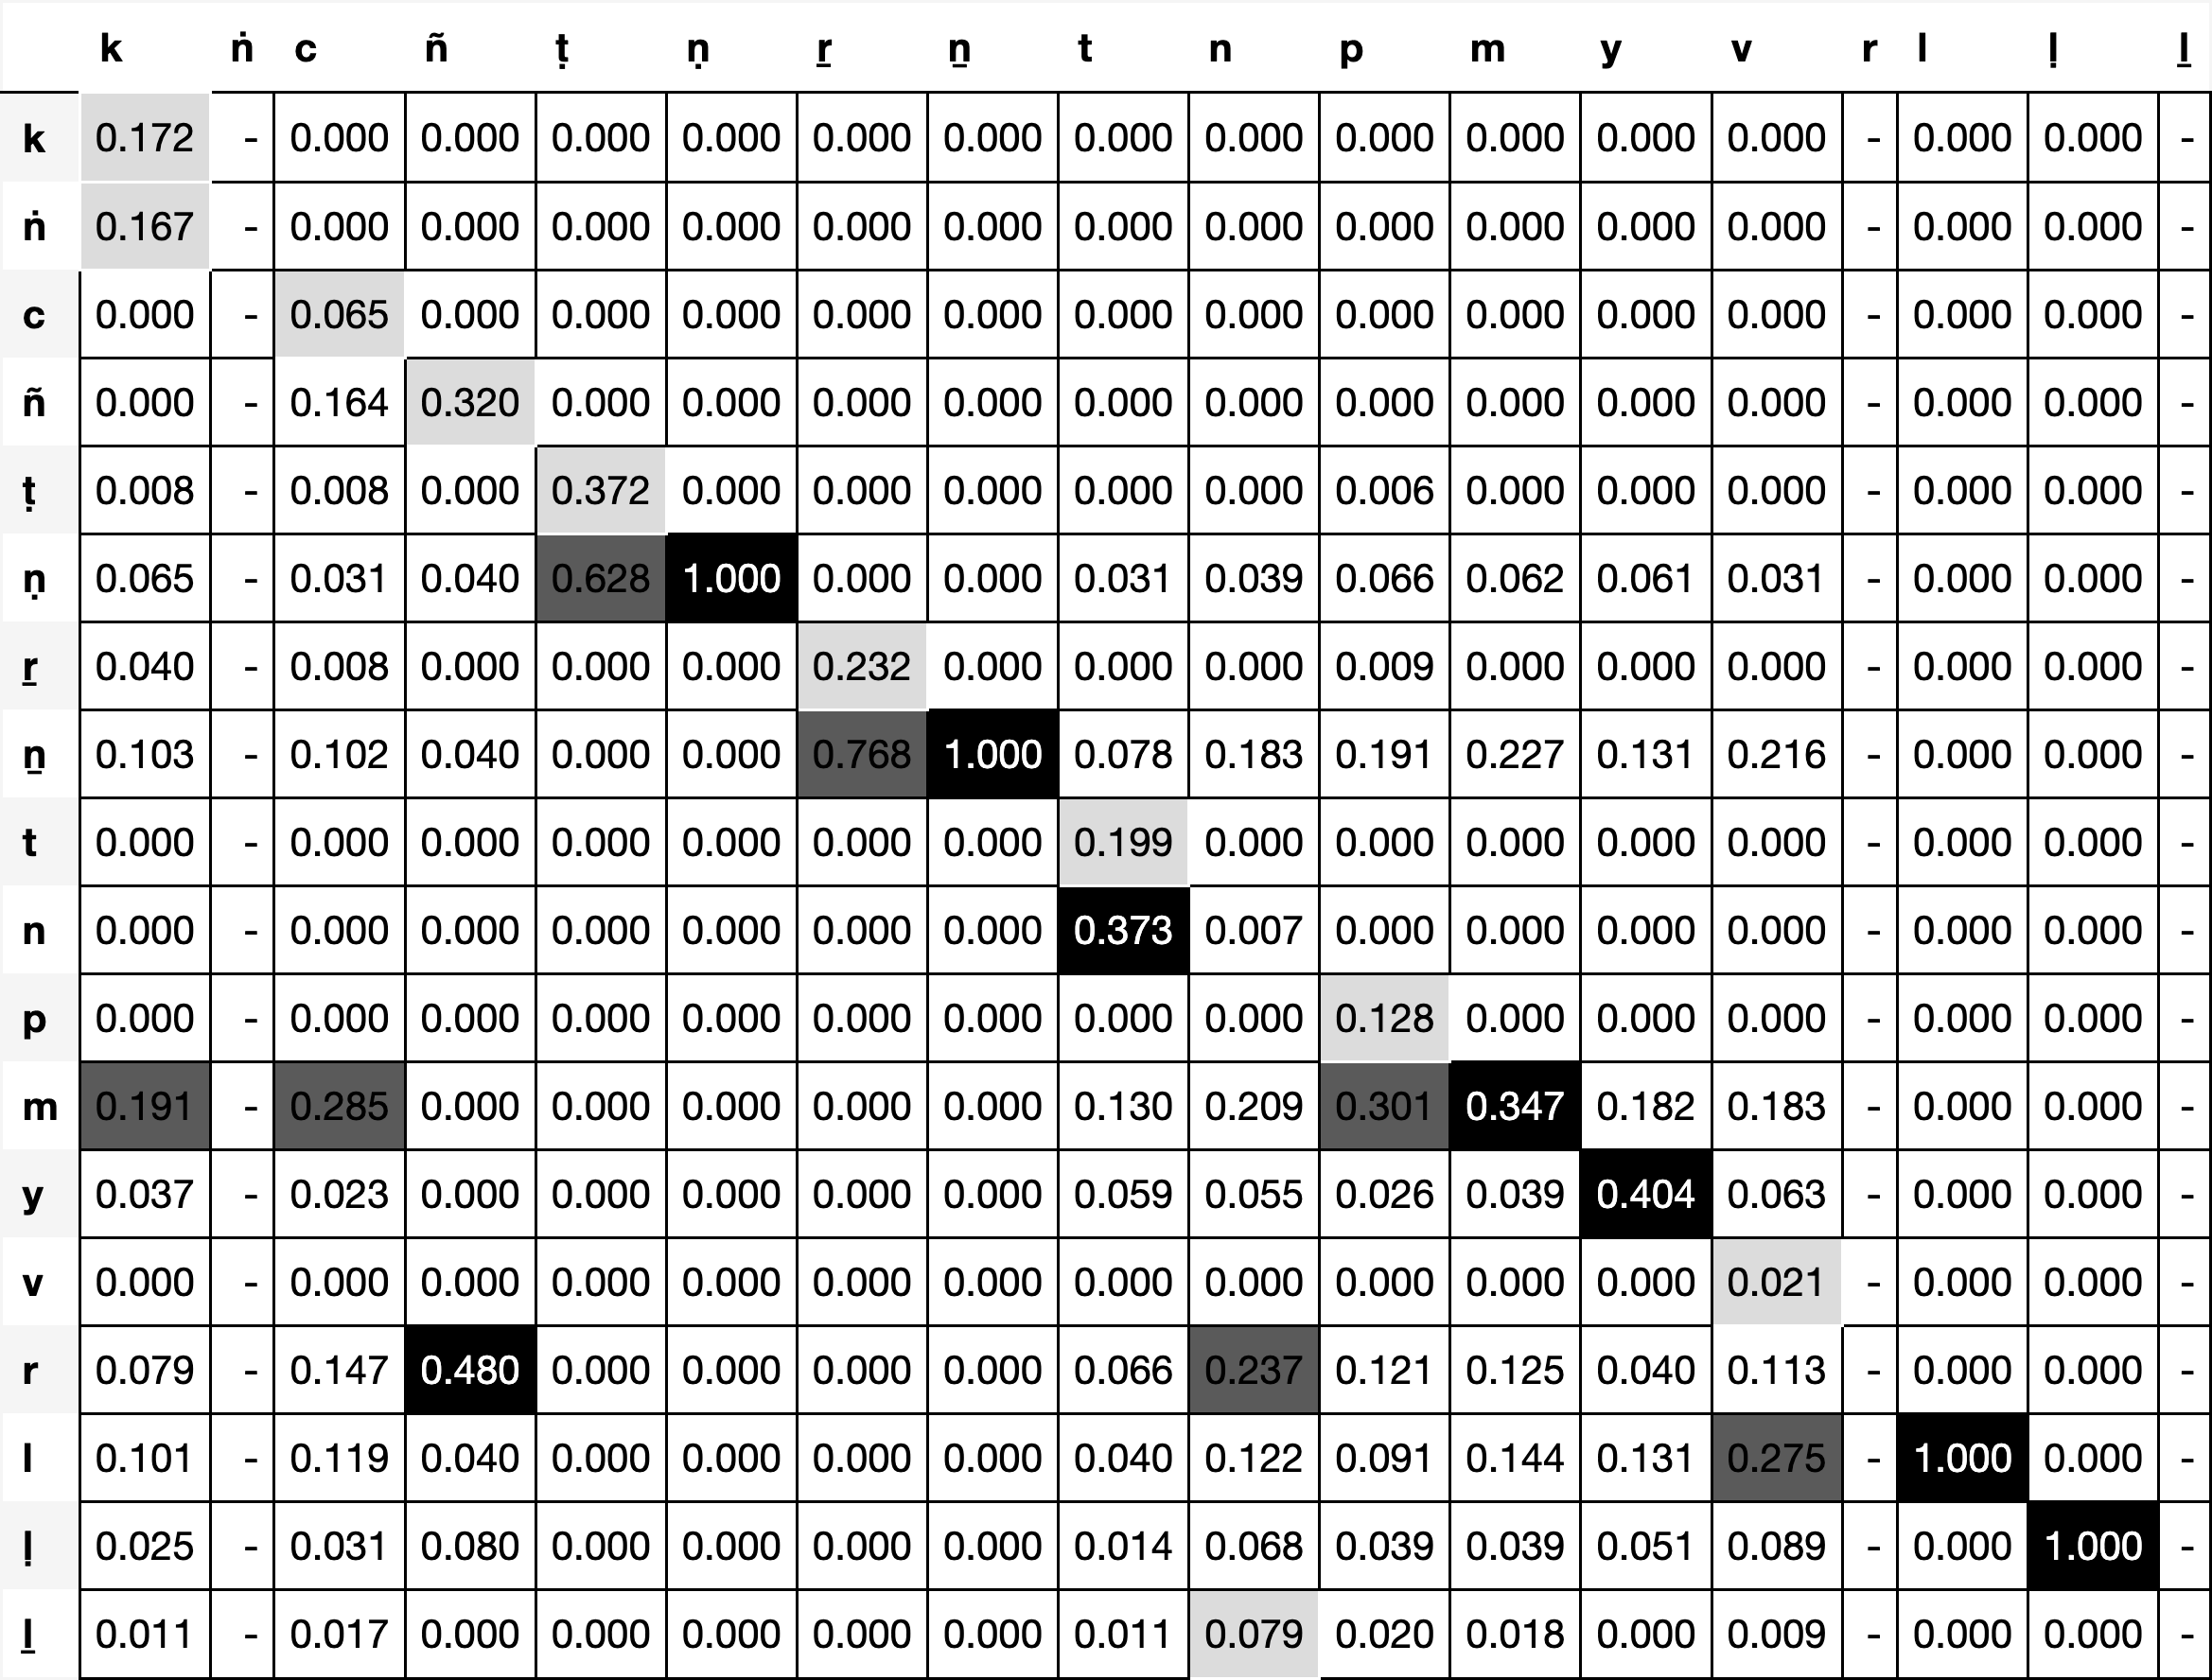 k ṅ c ñ ṭ ṇ ṟ ṉ t n p m y v r l ḷ ḻ
k 0.172 - 0.000 0.000 0.000 0.000 0.000 0.000 0.000 0.000 0.000 0.000 0.000 0.000 - 0.000 0.000 -
ṅ 0.167 - 0.000 0.000 0.000 0.000 0.000 0.000 0.000 0.000 0.000 0.000 0.000 0.000 - 0.000 0.000 -
c 0.000 - 0.065 0.000 0.000 0.000 0.000 0.000 0.000 0.000 0.000 0.000 0.000 0.000 - 0.000 0.000 -
ñ 0.000 - 0.164 0.320 0.000 0.000 0.000 0.000 0.000 0.000 0.000 0.000 0.000 0.000 - 0.000 0.000 -
ṭ 0.008 - 0.008 0.000 0.372 0.000 0.000 0.000 0.000 0.000 0.006 0.000 0.000 0.000 - 0.000 0.000 -
ṇ 0.065 - 0.031 0.040 0.628 1.000 0.000 0.000 0.031 0.039 0.066 0.062 0.061 0.031 - 0.000 0.000 -
ṟ 0.040 - 0.008 0.000 0.000 0.000 0.232 0.000 0.000 0.000 0.009 0.000 0.000 0.000 - 0.000 0.000 -
ṉ 0.103 - 0.102 0.040 0.000 0.000 0.768 1.000 0.078 0.183 0.191 0.227 0.131 0.216 - 0.000 0.000 -
t 0.000 - 0.000 0.000 0.000 0.000 0.000 0.000 0.199 0.000 0.000 0.000 0.000 0.000 - 0.000 0.000 -
n 0.000 - 0.000 0.000 0.000 0.000 0.000 0.000 0.373 0.007 0.000 0.000 0.000 0.000 - 0.000 0.000 -
p 0.000 - 0.000 0.000 0.000 0.000 0.000 0.000 0.000 0.000 0.128 0.000 0.000 0.000 - 0.000 0.000 -
m 0.191 - 0.285 0.000 0.000 0.000 0.000 0.000 0.130 0.209 0.301 0.347 0.182 0.183 - 0.000 0.000 -
y 0.037 - 0.023 0.000 0.000 0.000 0.000 0.000 0.059 0.055 0.026 0.039 0.404 0.063 - 0.000 0.000 -
v 0.000 - 0.000 0.000 0.000 0.000 0.000 0.000 0.000 0.000 0.000 0.000 0.000 0.021 - 0.000 0.000 -
r 0.079 - 0.147 0.480 0.000 0.000 0.000 0.000 0.066 0.237 0.121 0.125 0.040 0.113 - 0.000 0.000 -
l 0.101 - 0.119 0.040 0.000 0.000 0.000 0.000 0.040 0.122 0.091 0.144 0.131 0.275 - 1.000 0.000 -
ḷ 0.025 - 0.031 0.080 0.000 0.000 0.000 0.000 0.014 0.068 0.039 0.039 0.051 0.089 - 0.000 1.000 -
ḻ 0.011 - 0.017 0.000 0.000 0.000 0.000 0.000 0.011 0.079 0.020 0.018 0.000 0.009 - 0.000 0.000 -